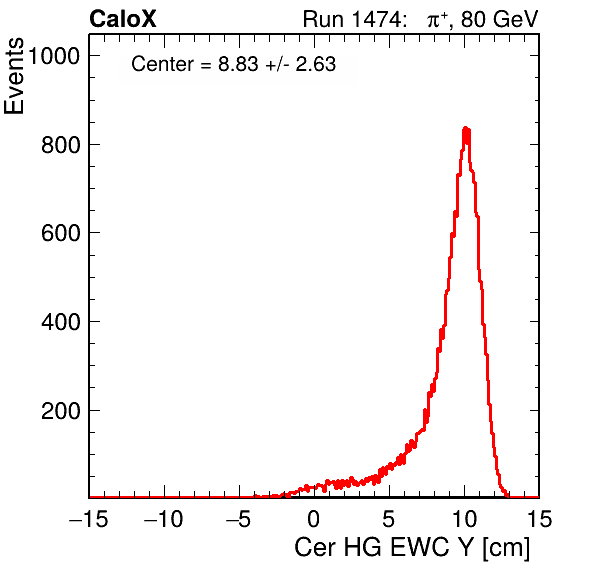 CaloX Run 1474: π⁺, 80 GeV
Events
Center = 8.83 +/- 2.63
1000
800
600
400
200
−15 −10 −5 0 5 10 15
Cer HG EWC Y [cm]